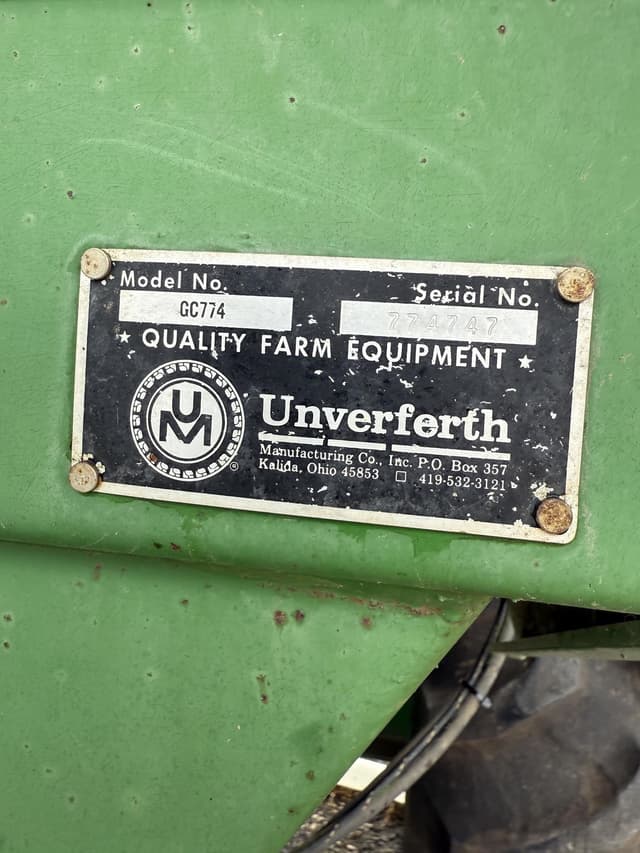 Model No. Serial No.
GC774 774747
★ QUALITY FARM EQUIPMENT ★
UM ®
Unverferth
Manufacturing Co., Inc. P.O. Box 357
Kalida, Ohio 45853 □ 419-532-3121